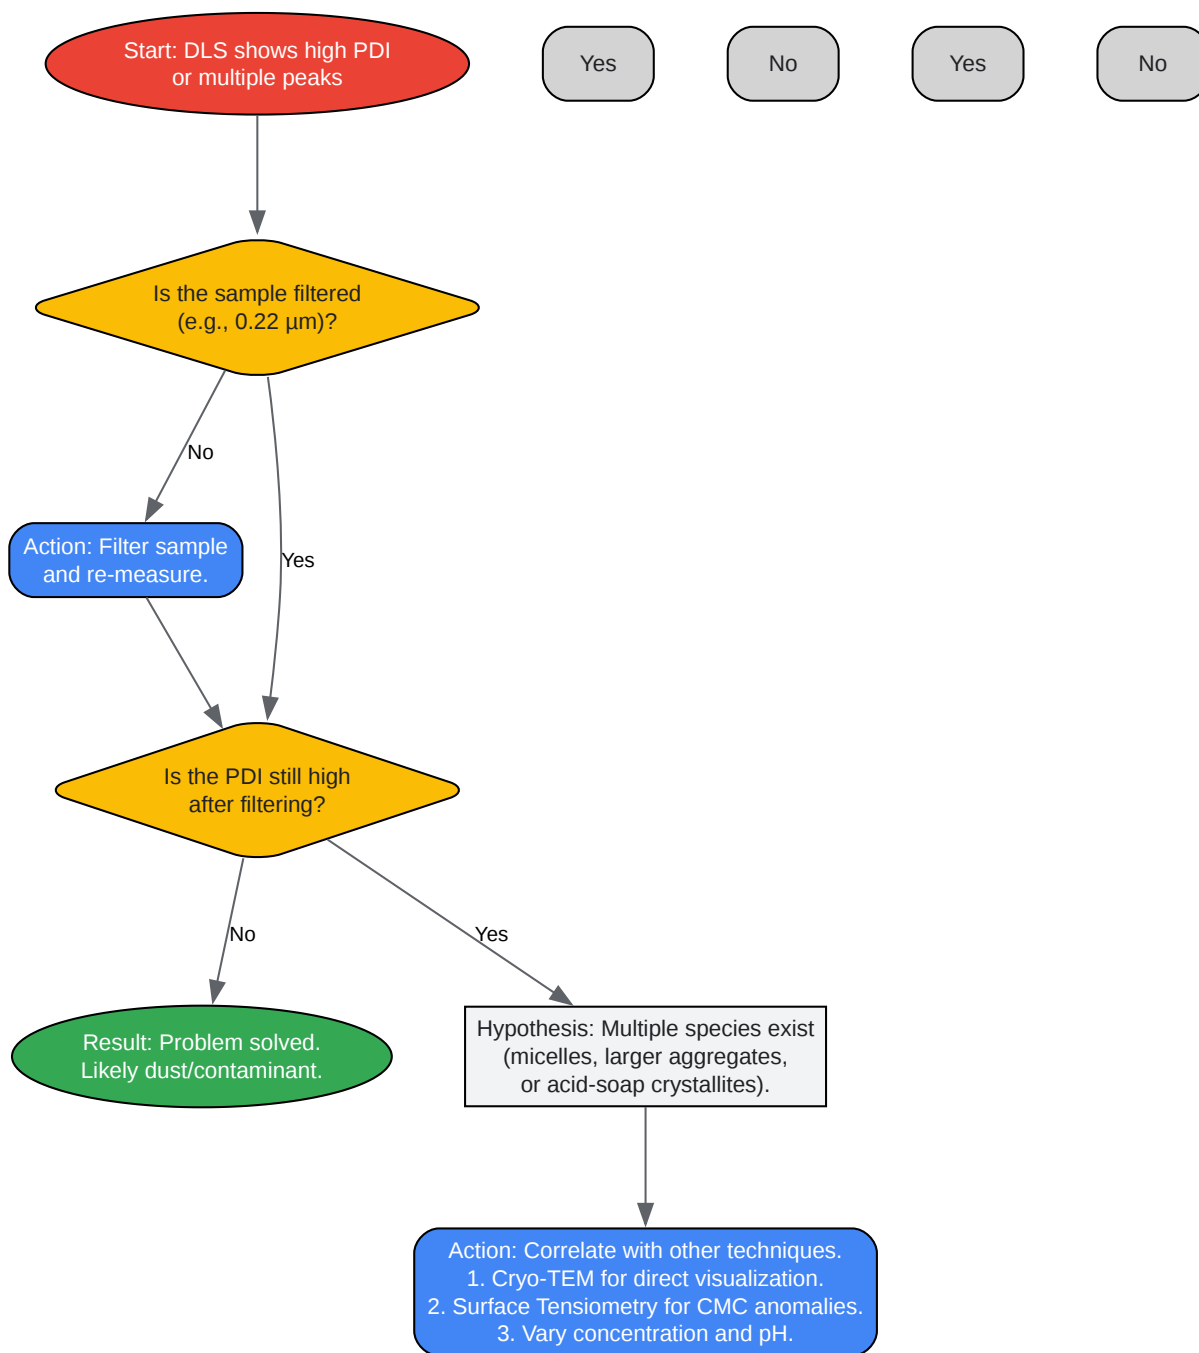 Start: DLS shows high PDI
or multiple peaks
Yes
No
Yes
No
Is the sample filtered
(e.g., 0.22 µm)?
No
Action: Filter sample
and re-measure.
Yes
Is the PDI still high
after filtering?
No
Yes
Result: Problem solved.
Likely dust/contaminant.
Hypothesis: Multiple species exist
(micelles, larger aggregates,
or acid-soap crystallites).
Action: Correlate with other techniques.
1. Cryo-TEM for direct visualization.
2. Surface Tensiometry for CMC anomalies.
3. Vary concentration and pH.